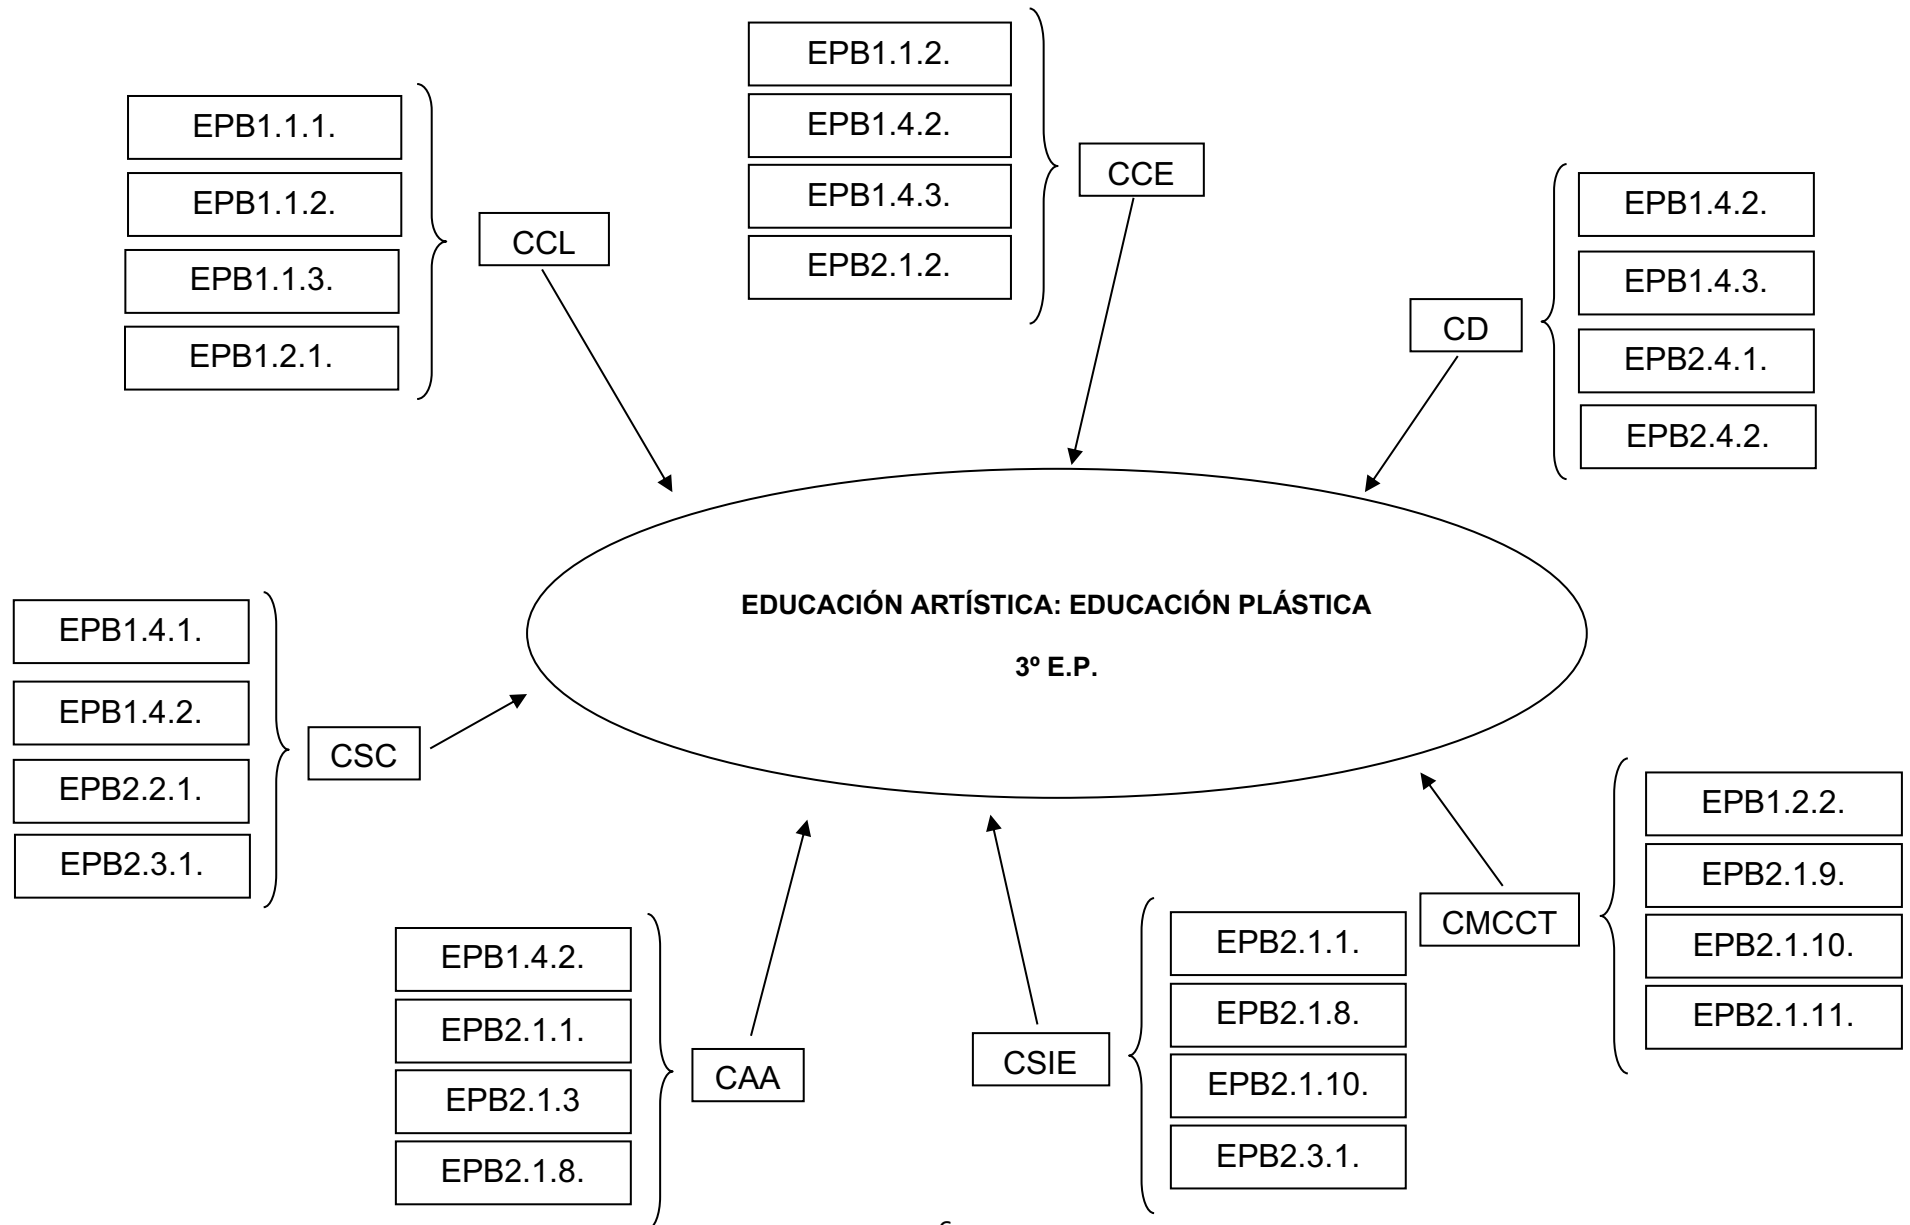 EPB1.1.1.
EPB1.1.2.
EPB1.1.3.
EPB1.2.1.
CCL
EPB1.1.2.
EPB1.4.2.
EPB1.4.3.
EPB2.1.2.
CCE
CD
EPB1.4.2.
EPB1.4.3.
EPB2.4.1.
EPB2.4.2.
EDUCACIÓN ARTÍSTICA: EDUCACIÓN PLÁSTICA
3º E.P.
EPB1.4.1.
EPB1.4.2.
EPB2.2.1.
EPB2.3.1.
CSC
EPB1.4.2.
EPB2.1.1.
EPB2.1.3
EPB2.1.8.
CAA
CSIE
EPB2.1.1.
EPB2.1.8.
EPB2.1.10.
EPB2.3.1.
CMCCT
EPB1.2.2.
EPB2.1.9.
EPB2.1.10.
EPB2.1.11.